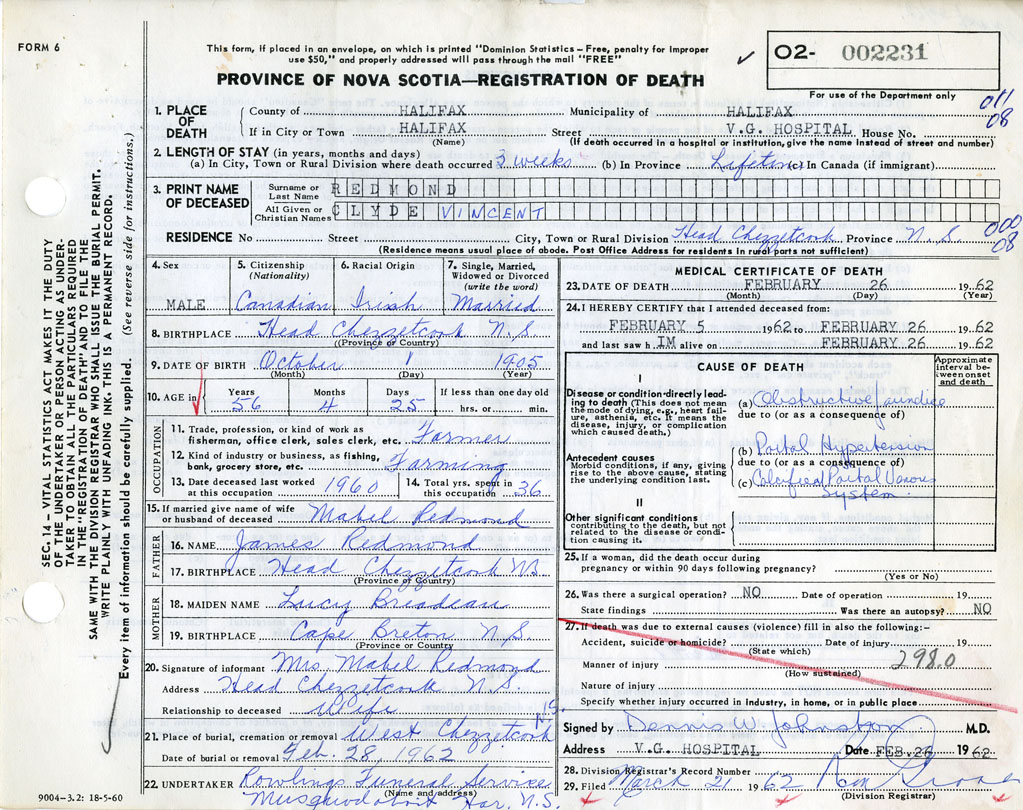 FORM 6
This form, if placed in an envelope, on which is printed "Dominion Statistics – Free, penalty for improper
use $50," and properly addressed will pass through the mail "FREE"
PROVINCE OF NOVA SCOTIA—REGISTRATION OF DEATH
02- 002231
For use of the Department only
011
08
1. PLACE OF DEATH
County of HALIFAX Municipality of HALIFAX
If in City or Town HALIFAX Street V.G. HOSPITAL House No.
(Name) (If death occurred in a hospital or institution, give the name instead of street and number)
2. LENGTH OF STAY (in years, months and days)
(a) In City, Town or Rural Division where death occurred 3 weeks (b) In Province Lifetime In Canada (if immigrant)
3. PRINT NAME OF DECEASED
Surname or Last Name REDMOND
All Given or Christian Names CLYDE VINCENT
000
08
RESIDENCE No Street City, Town or Rural Division Head Chezzetcook Province N.S.
(Residence means usual place of abode. Post Office Address for residents in rural parts not sufficient)
4. Sex MALE
5. Citizenship (Nationality) Canadian
6. Racial Origin Irish
7. Single, Married, Widowed or Divorced (write the word) Married
8. BIRTHPLACE Head Chezzetcook N.S.
(Province or Country)
9. DATE OF BIRTH October 1 1905
(Month) (Day) (Year)
10. AGE in Years 56 Months 4 Days 25 If less than one day old hrs. or min.
OCCUPATION
11. Trade, profession, or kind of work as
fisherman, office clerk, sales clerk, etc. Farmer
12. Kind of industry or business, as fishing,
bank, grocery store, etc. Farming
13. Date deceased last worked at this occupation 1960
14. Total yrs. spent in this occupation 36
15. If married give name of wife
or husband of deceased Mabel Redmond
FATHER
16. NAME James Redmond
17. BIRTHPLACE Head Chezzetcook NS
(Province or Country)
MOTHER
18. MAIDEN NAME Lucy
19. BIRTHPLACE Cape Breton N.S.
(Province or Country)
20. Signature of informant Mrs Mabel Redmond
Address Head Chezzetcook N.S.
Relationship to deceased Wife 19
21. Place of burial, cremation or removal West Chezzetcook N.S.
Date of burial or removal Feb. 28, 1962
22. UNDERTAKER Rowlings Funeral Services
(Name and address)
Musquodoboit Har. N.S.
9004-3.2: 18-5-60
MEDICAL CERTIFICATE OF DEATH
23. DATE OF DEATH FEBRUARY 26 1962
(Month) (Day) (Year)
24. I HEREBY CERTIFY that I attended deceased from:
FEBRUARY 5 1962 to FEBRUARY 26 1962
and last saw h IM alive on FEBRUARY 26 1962
CAUSE OF DEATH
Approximate interval between onset and death
I
Disease or condition directly leading to death (This does not mean the mode of dying, e.g., heart failure, asthenia, etc. It means the disease, injury, or complication which caused death.)
(a) Obstructive Jaundice
due to (or as a consequence of)
(b) Portal Hypertension
Antecedent causes
Morbid conditions, if any, giving rise to the above cause, stating the underlying condition last.
due to (or as a consequence of)
(c) Calcified Portal Venous System
II
Other significant conditions
contributing to the death, but not related to the disease or condition causing it.
25. If a woman, did the death occur during
pregnancy or within 90 days following pregnancy?
(Yes or No)
26. Was there a surgical operation? NO Date of operation 19
State findings Was there an autopsy? NO
27. If death was due to external causes (violence) fill in also the following:–
Accident, suicide or homicide? Date of injury 19
(State which)
2980
Manner of injury
(How sustained)
Nature of injury
Specify whether injury occurred in Industry, in home, or in public place
Signed by Dennis W Johnston M.D.
Address V.G. HOSPITAL Date FEB.26 1962
28. Division Registrar's Record Number
29. Filed March 21 1962
(Division Registrar)
SEC. 14 – VITAL STATISTICS ACT MAKES IT THE DUTY
OF THE UNDERTAKER OR PERSON ACTING AS UNDERTAKER
TO OBTAIN ALL THE PARTICULARS REQUIRED
IN THE "REGISTRATION OF DEATH" AND TO FILE THE
SAME WITH THE DIVISION REGISTRAR WHO SHALL ISSUE THE BURIAL PERMIT.
WRITE PLAINLY WITH UNFADING INK. THIS IS A PERMANENT RECORD.
Every item of information should be carefully supplied. (See reverse side for instructions.)